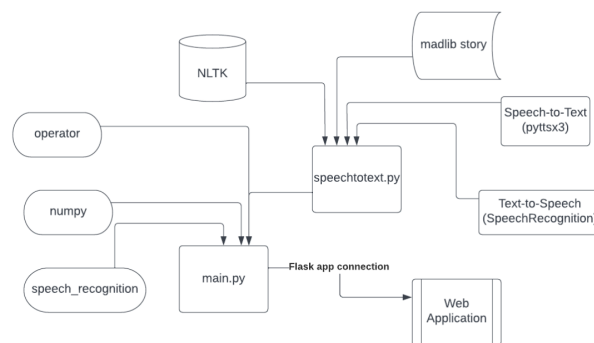 madlib story
NLTK
Speech-to-Text
(pyttsx3)
operator
speechtotext.py
numpy
Text-to-Speech
(SpeechRecognition)
main.py
Flask app connection
speech_recognition
Web
Application